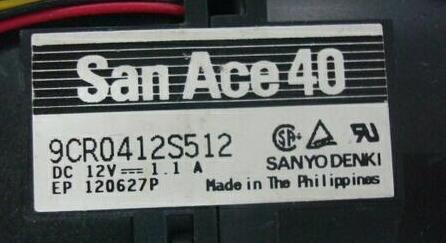 San Ace 40
9CR0412S512
DC 12V⎓1.1 A
EP 120627P
SANYO DENKI
Made in The Philippines